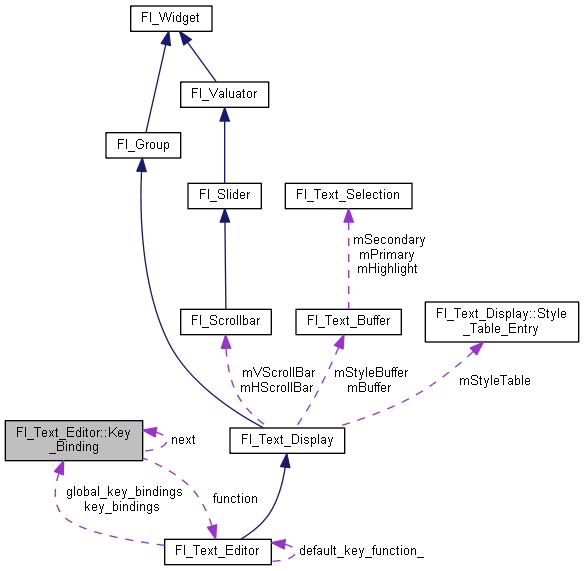 Fl_Widget
Fl_Valuator
Fl_Group
Fl_Slider
Fl_Text_Selection
mSecondary
mPrimary
mHighlight
Fl_Scrollbar
Fl_Text_Buffer
Fl_Text_Display::Style
_Table_Entry
mVScrollBar
mHScrollBar
mStyleBuffer
mBuffer
mStyleTable
Fl_Text_Editor::Key
_Binding
next
Fl_Text_Display
global_key_bindings
key_bindings
function
Fl_Text_Editor
default_key_function_